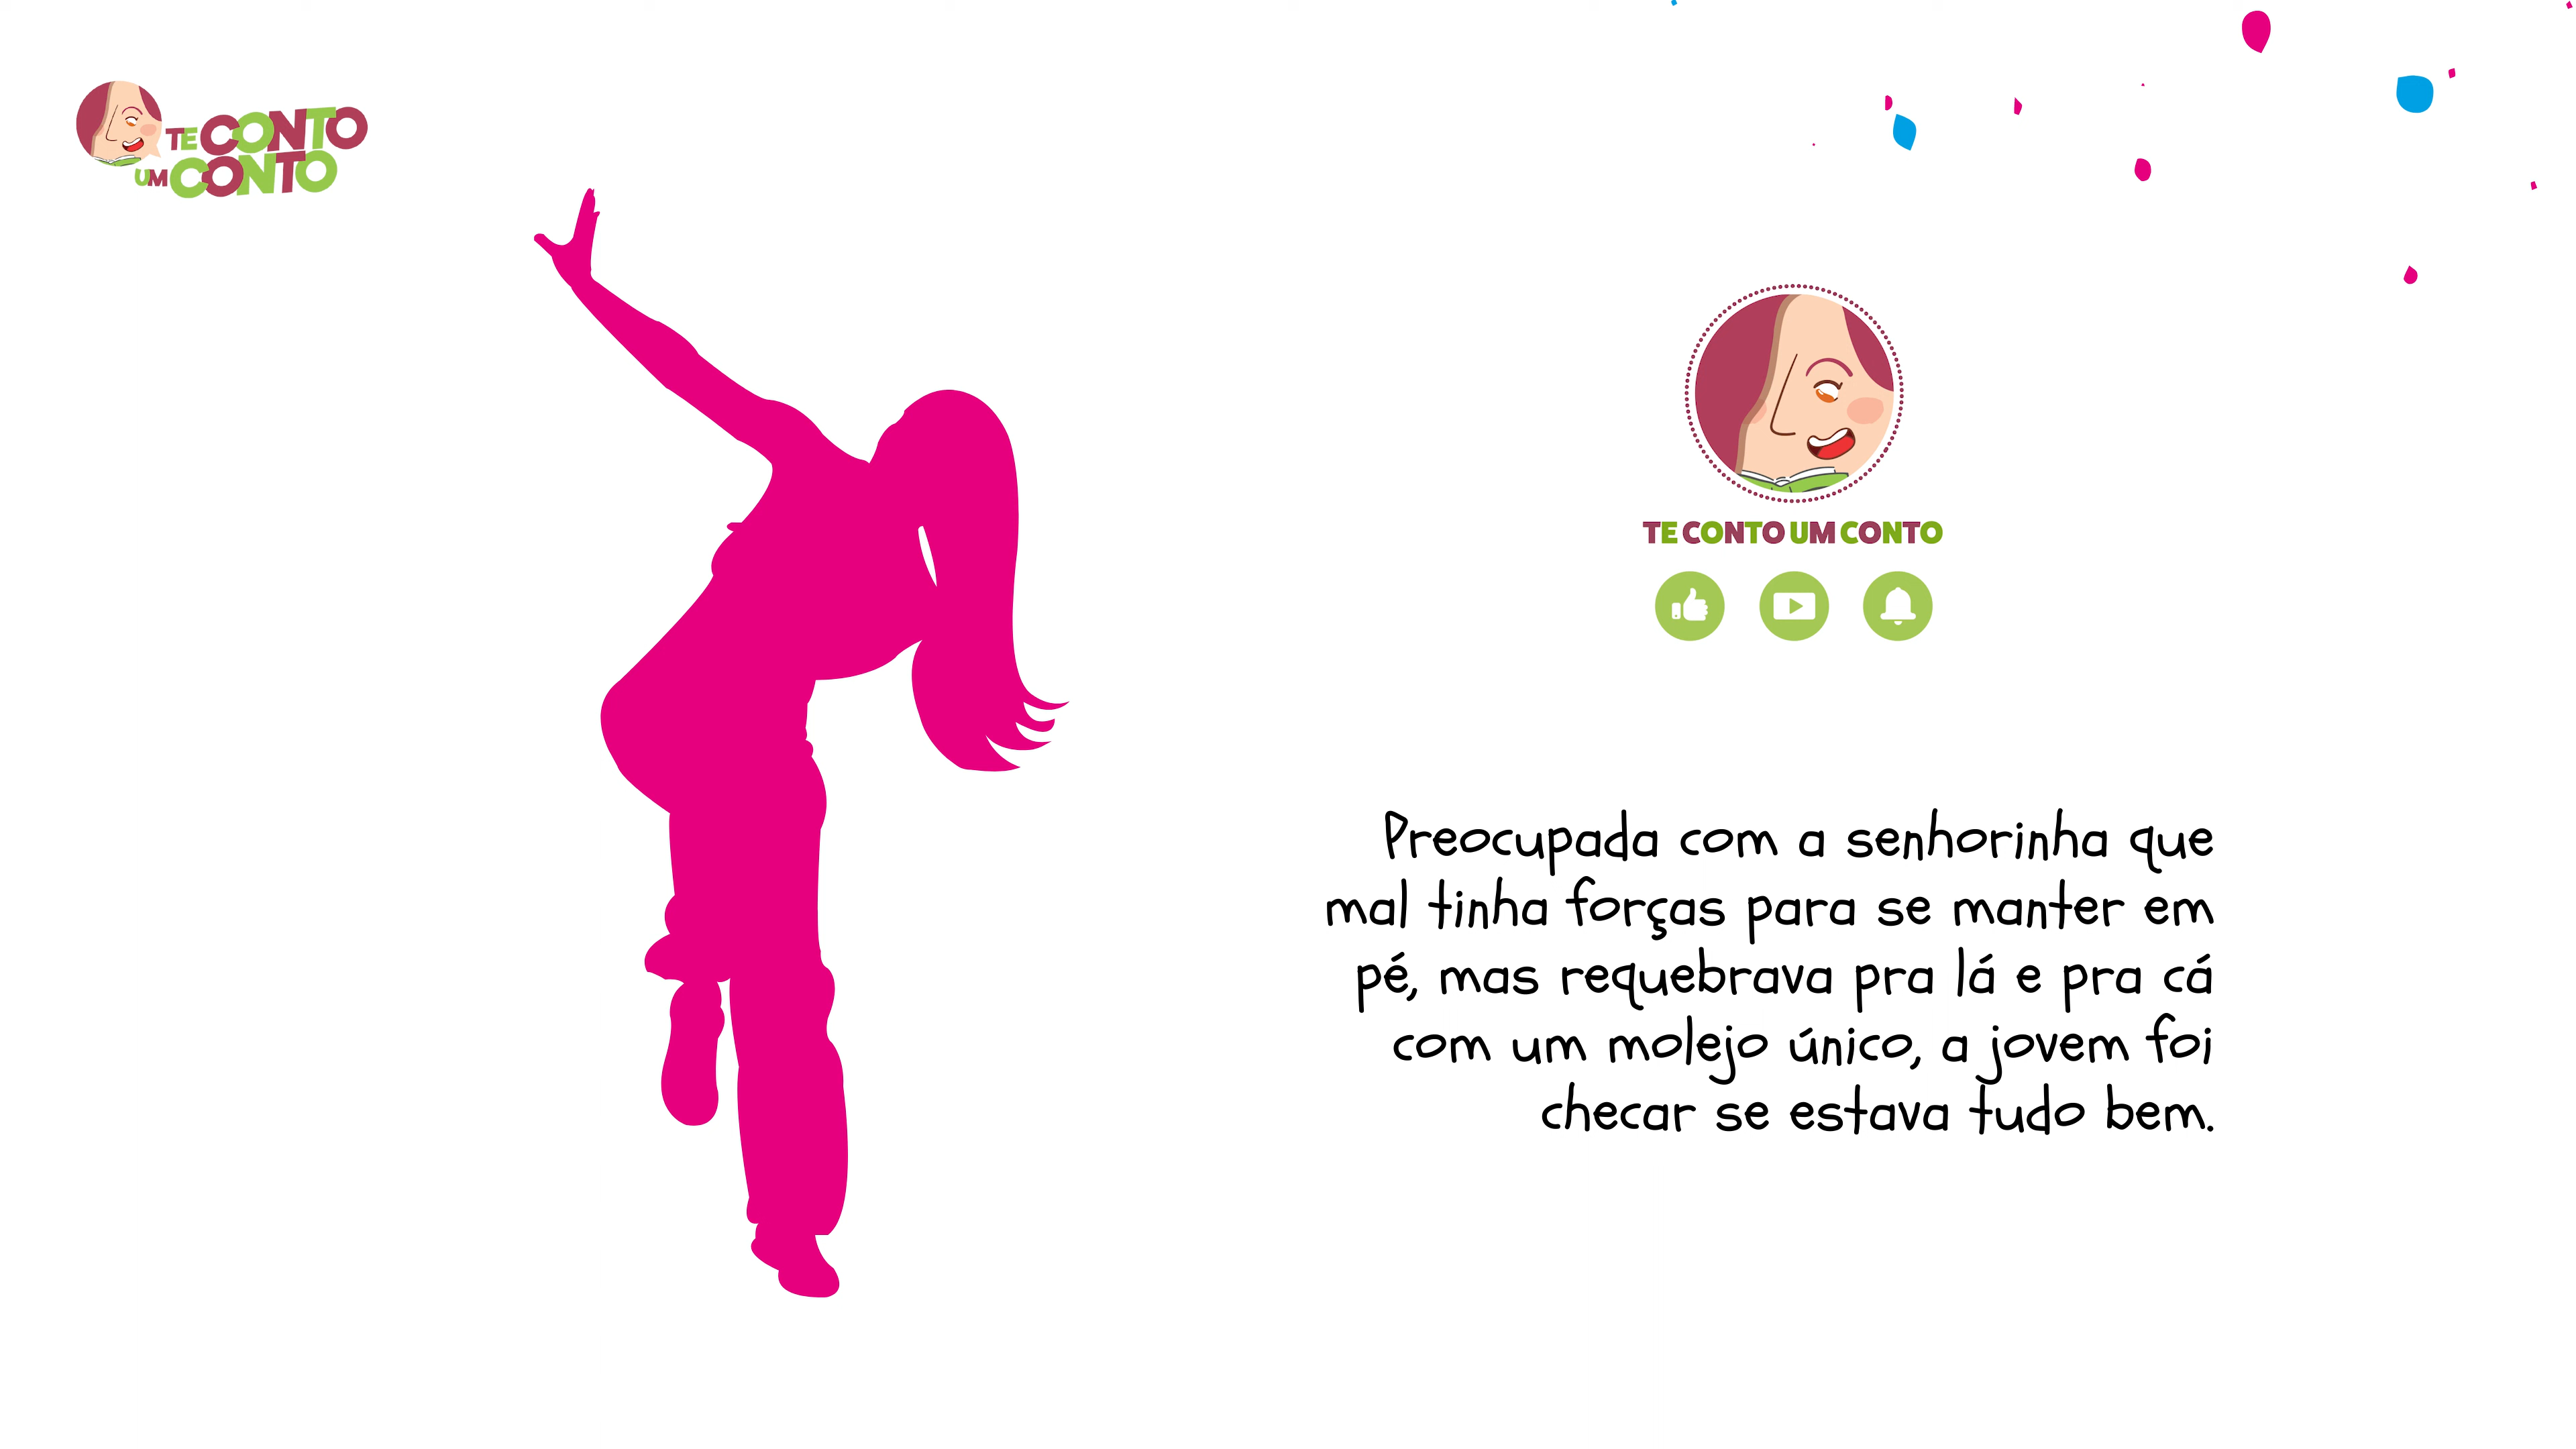 TE CONTO
UM CONTO
TE CONTO UM CONTO
Preocupada com a senhorinha que
mal tinha forças para se manter em
pé, mas requebrava pra lá e pra cá
com um molejo único, a jovem foi
checar se estava tudo bem.